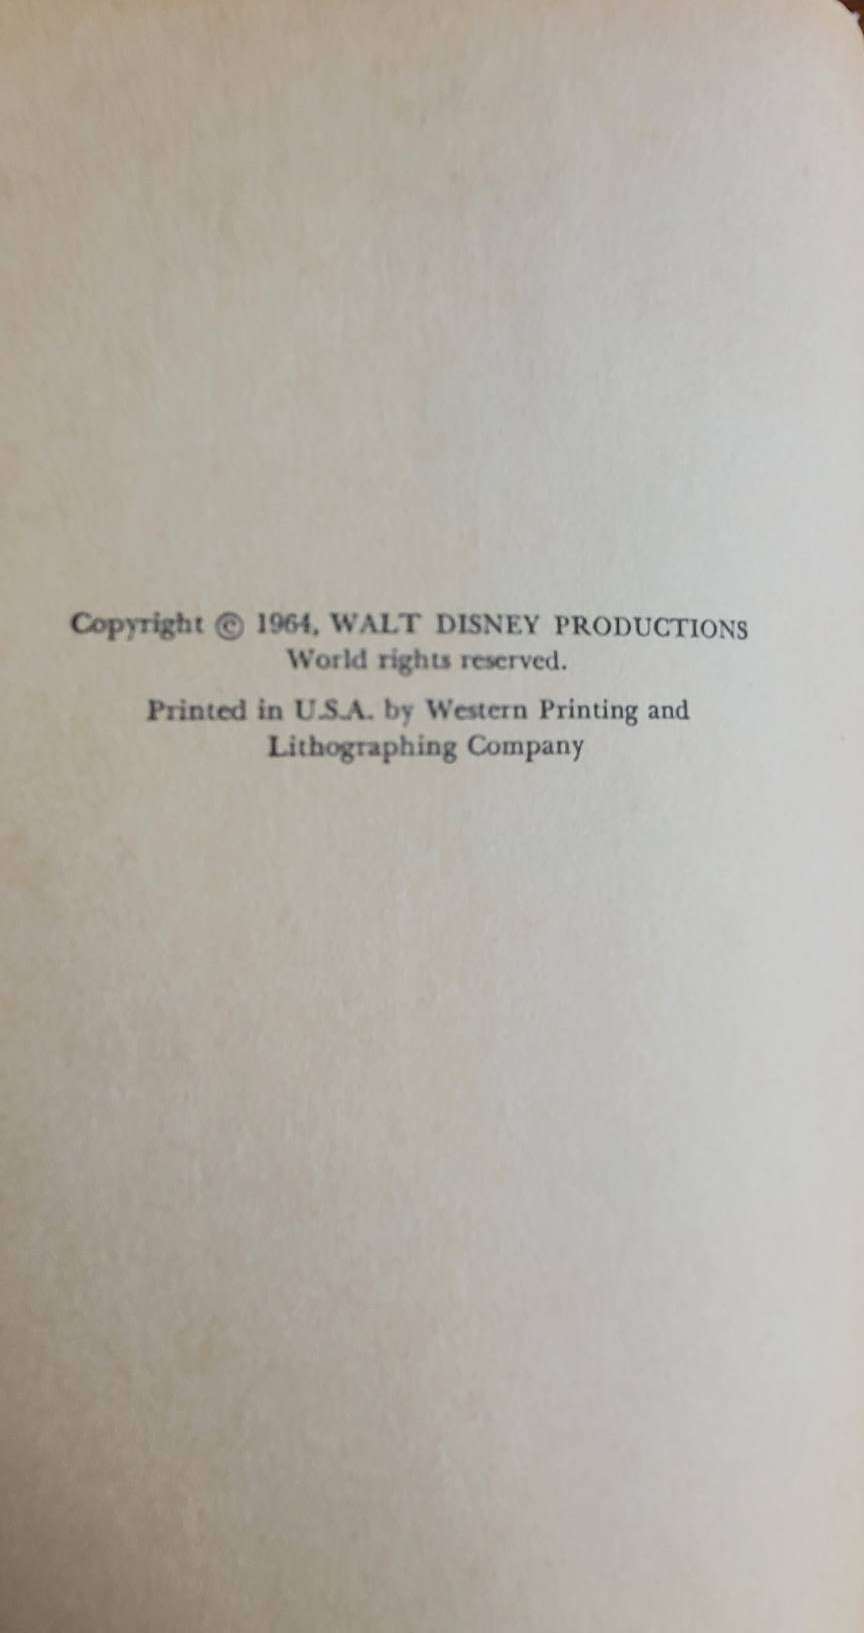 Copyright © 1964, WALT DISNEY PRODUCTIONS
World rights reserved.
Printed in U.S.A. by Western Printing and
Lithographing Company